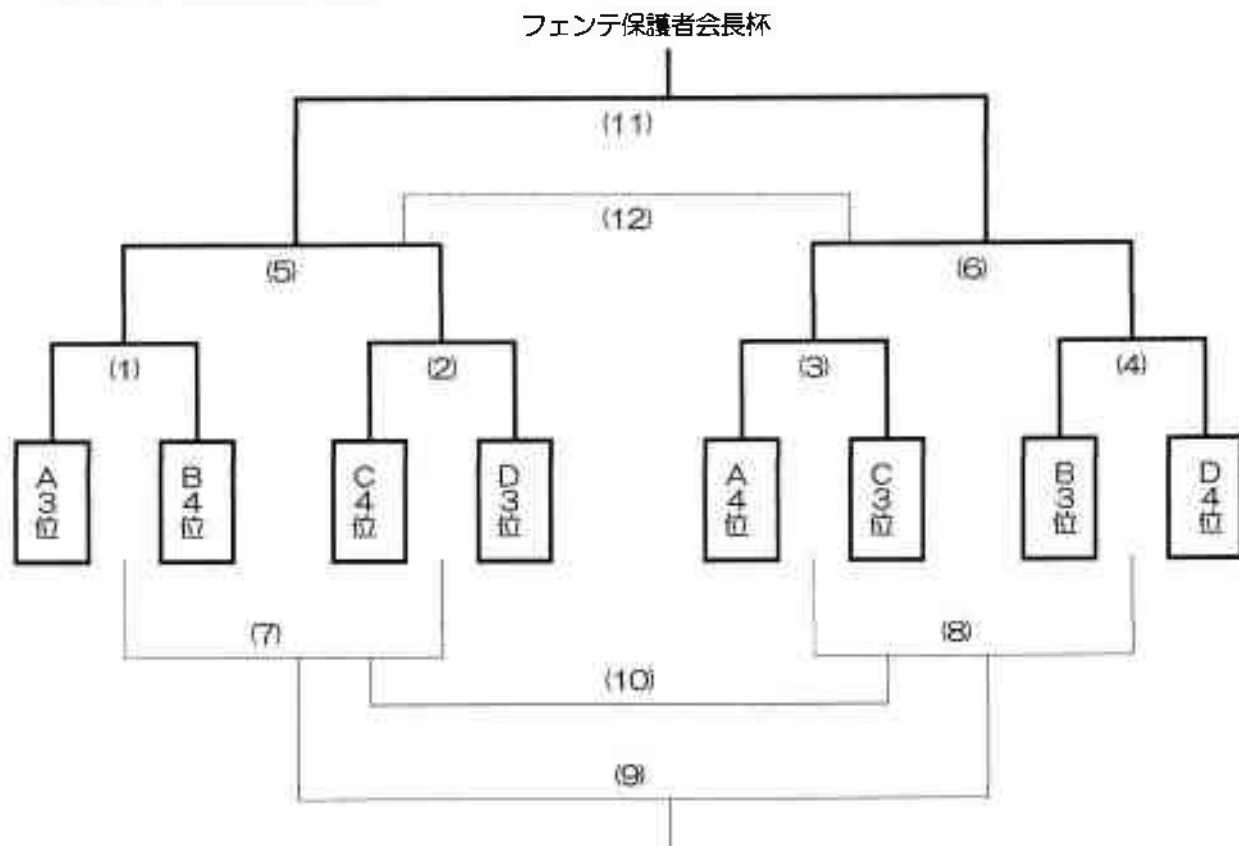 フェンテ保護者会長杯
(11)
(12)
(5)
(6)
(1)
(2)
(3)
(4)
A3位
B4位
C4位
D3位
A4位
C3位
B3位
D4位
(7)
(8)
(10)
(9)